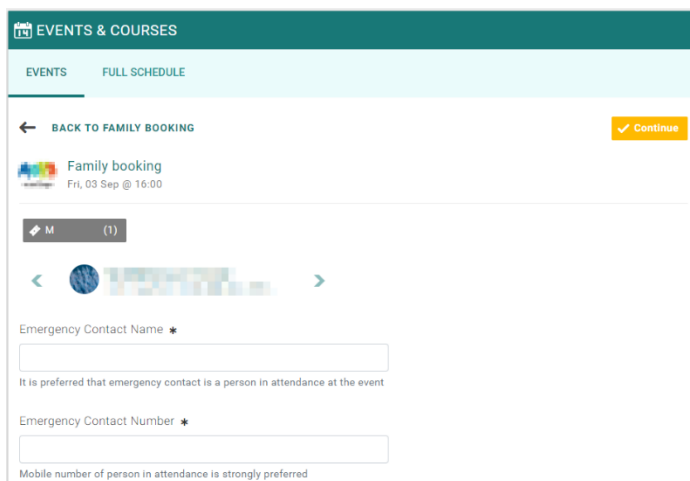 EVENTS & COURSES
EVENTS FULL SCHEDULE
BACK TO FAMILY BOOKING Continue
Family booking
Fri, 03 Sep @ 16:00
M (1)
Emergency Contact Name *
It is preferred that emergency contact is a person in attendance at the event
Emergency Contact Number *
Mobile number of person in attendance is strongly preferred